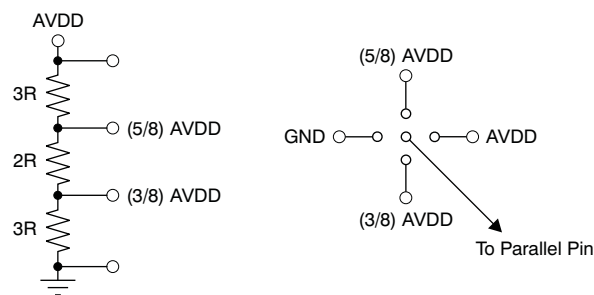 AVDD
3R
(5/8) AVDD
2R
(3/8) AVDD
3R
(5/8) AVDD
GND
AVDD
(3/8) AVDD
To Parallel Pin